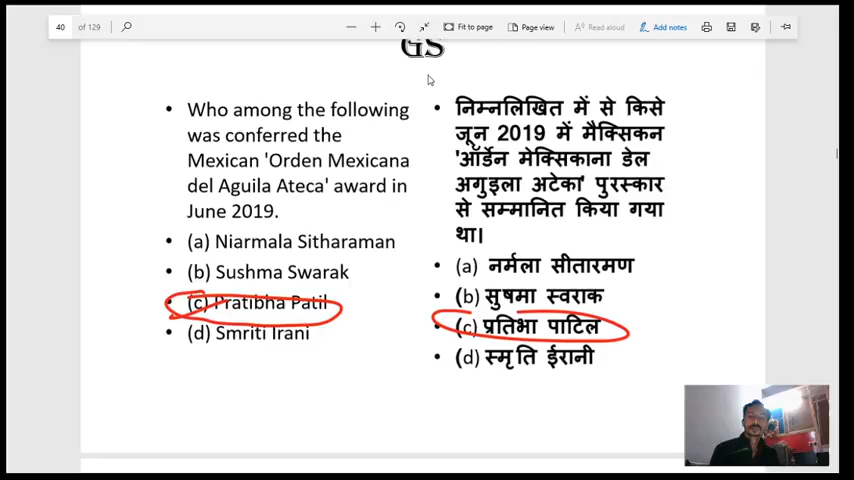 40 of 129
Fit to page
Page view
Read aloud
Add notes
GS
Who among the following
was conferred the
Mexican 'Orden Mexicana
del Aguila Ateca' award in
June 2019.
(a) Niarmala Sitharaman
(b) Sushma Swarak
(c) Pratibha Patil
(d) Smriti Irani
निम्नलिखित में से किसे
जून 2019 में मैक्सिकन
'ऑर्डेन मेक्सिकाना डेल
अगुइला अटेका' पुरस्कार
से सम्मानित किया गया
था।
(a) नर्मला सीतारमण
(b) सुषमा स्वराक
(c) प्रतिभा पाटिल
(d) स्मृति ईरानी